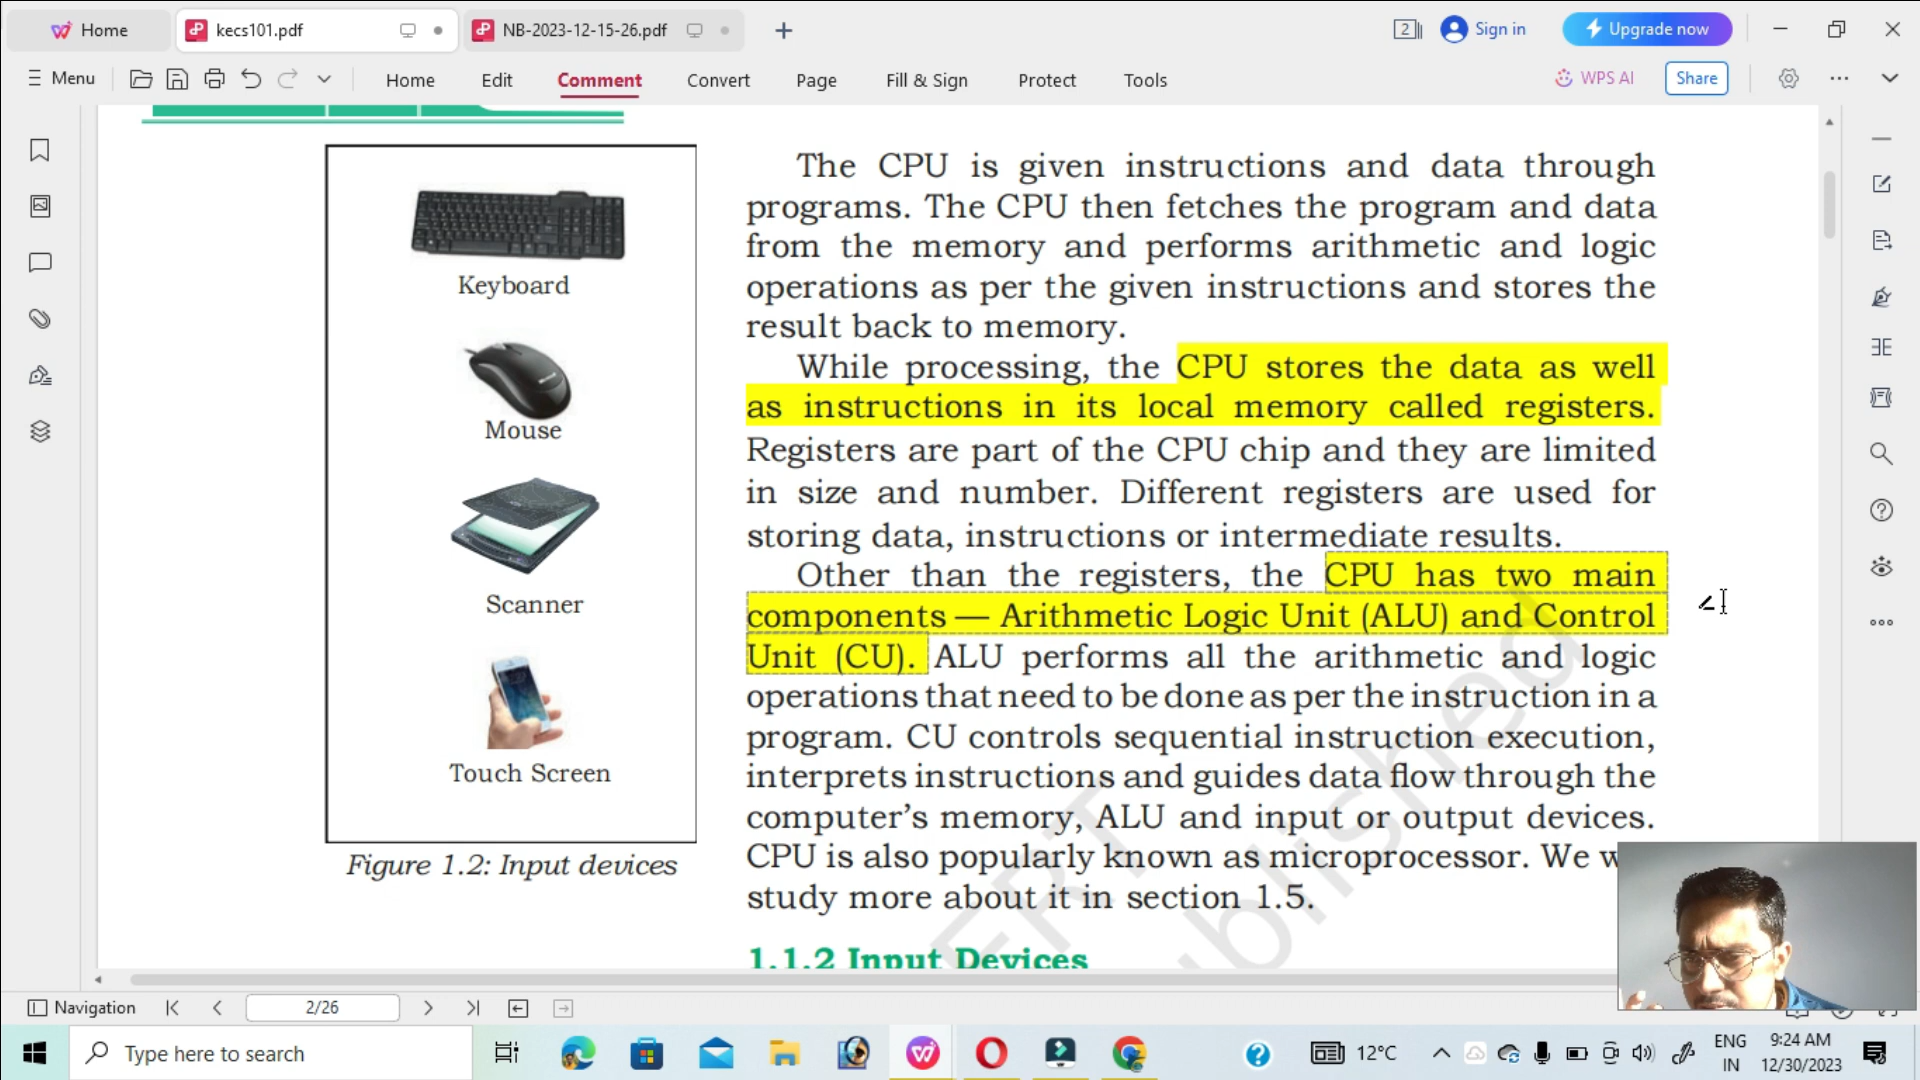 Home
kecs101.pdf
NB-2023-12-15-26.pdf
2
Sign in
Upgrade now
Menu
Home
Edit
Comment
Convert
Page
Fill & Sign
Protect
Tools
WPS AI
Share
Keyboard
Mouse
Scanner
Touch Screen
Figure 1.2: Input devices
The CPU is given instructions and data through
programs. The CPU then fetches the program and data
from the memory and performs arithmetic and logic
operations as per the given instructions and stores the
result back to memory.
While processing, the CPU stores the data as well
as instructions in its local memory called registers.
Registers are part of the CPU chip and they are limited
in size and number. Different registers are used for
storing data, instructions or intermediate results.
Other than the registers, the CPU has two main
components — Arithmetic Logic Unit (ALU) and Control
Unit (CU). ALU performs all the arithmetic and logic
operations that need to be done as per the instruction in a
program. CU controls sequential instruction execution,
interprets instructions and guides data flow through the
computer's memory, ALU and input or output devices.
CPU is also popularly known as microprocessor. We w
study more about it in section 1.5.
1.1.2 Input Devices
Navigation
2/26
Type here to search
12°C
ENG
IN
9:24 AM
12/30/2023